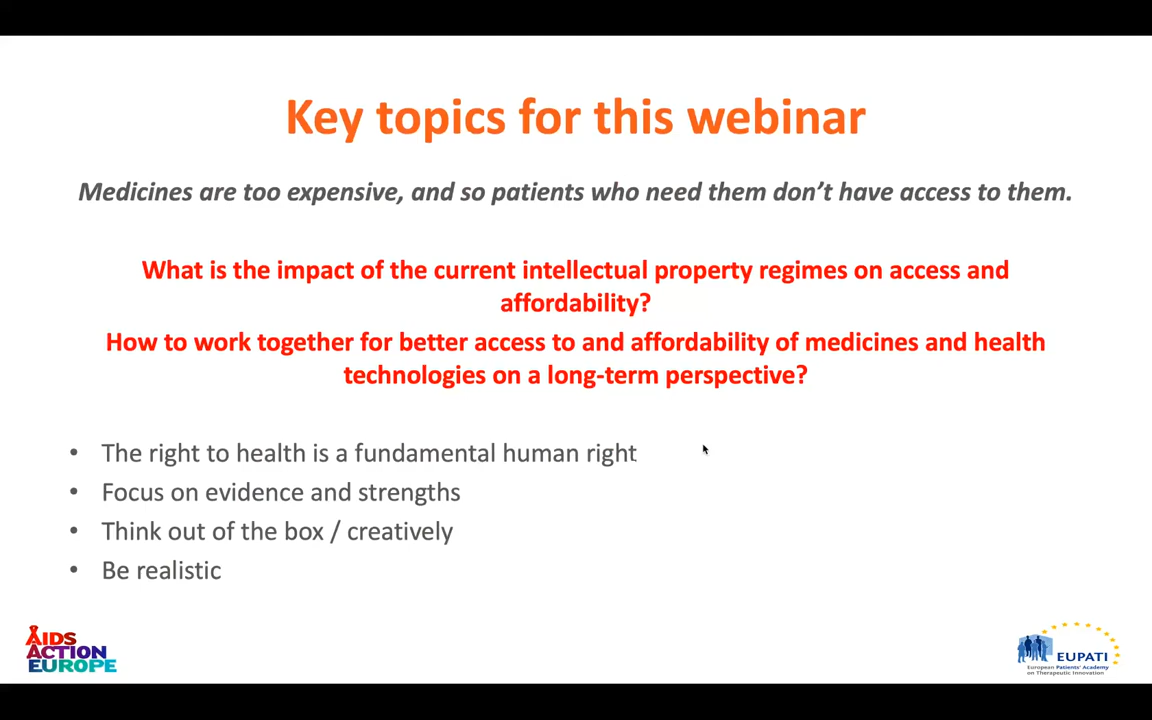 Key topics for this webinar
Medicines are too expensive, and so patients who need them don’t have access to them.
What is the impact of the current intellectual property regimes on access and
affordability?
How to work together for better access to and affordability of medicines and health
technologies on a long-term perspective?
• The right to health is a fundamental human right
• Focus on evidence and strengths
• Think out of the box / creatively
• Be realistic
AIDS
ACTION
EUROPE
EUPATI
European Patients' Academy
on Therapeutic Innovation